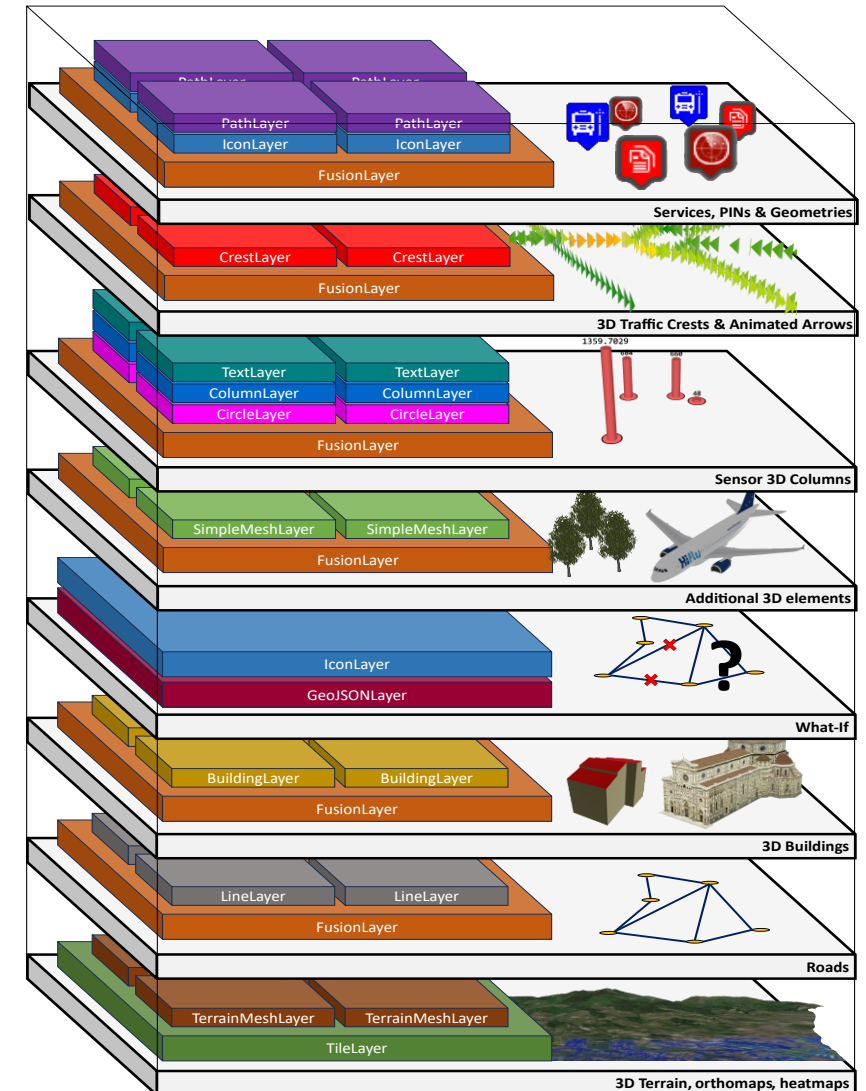 PathLayer PathLayer
PathLayer PathLayer
IconLayer IconLayer
FusionLayer
Services, PINs & Geometries
CrestLayer CrestLayer
FusionLayer
3D Traffic Crests & Animated Arrows
1359.7029
684 660
48
TextLayer TextLayer
ColumnLayer ColumnLayer
CircleLayer CircleLayer
FusionLayer
Sensor 3D Columns
SimpleMeshLayer SimpleMeshLayer
FusionLayer
Additional 3D elements
IconLayer
?
GeoJSONLayer
What-If
BuildingLayer BuildingLayer
FusionLayer
3D Buildings
LineLayer LineLayer
FusionLayer
Roads
TerrainMeshLayer TerrainMeshLayer
TileLayer
3D Terrain, orthomaps, heatmaps